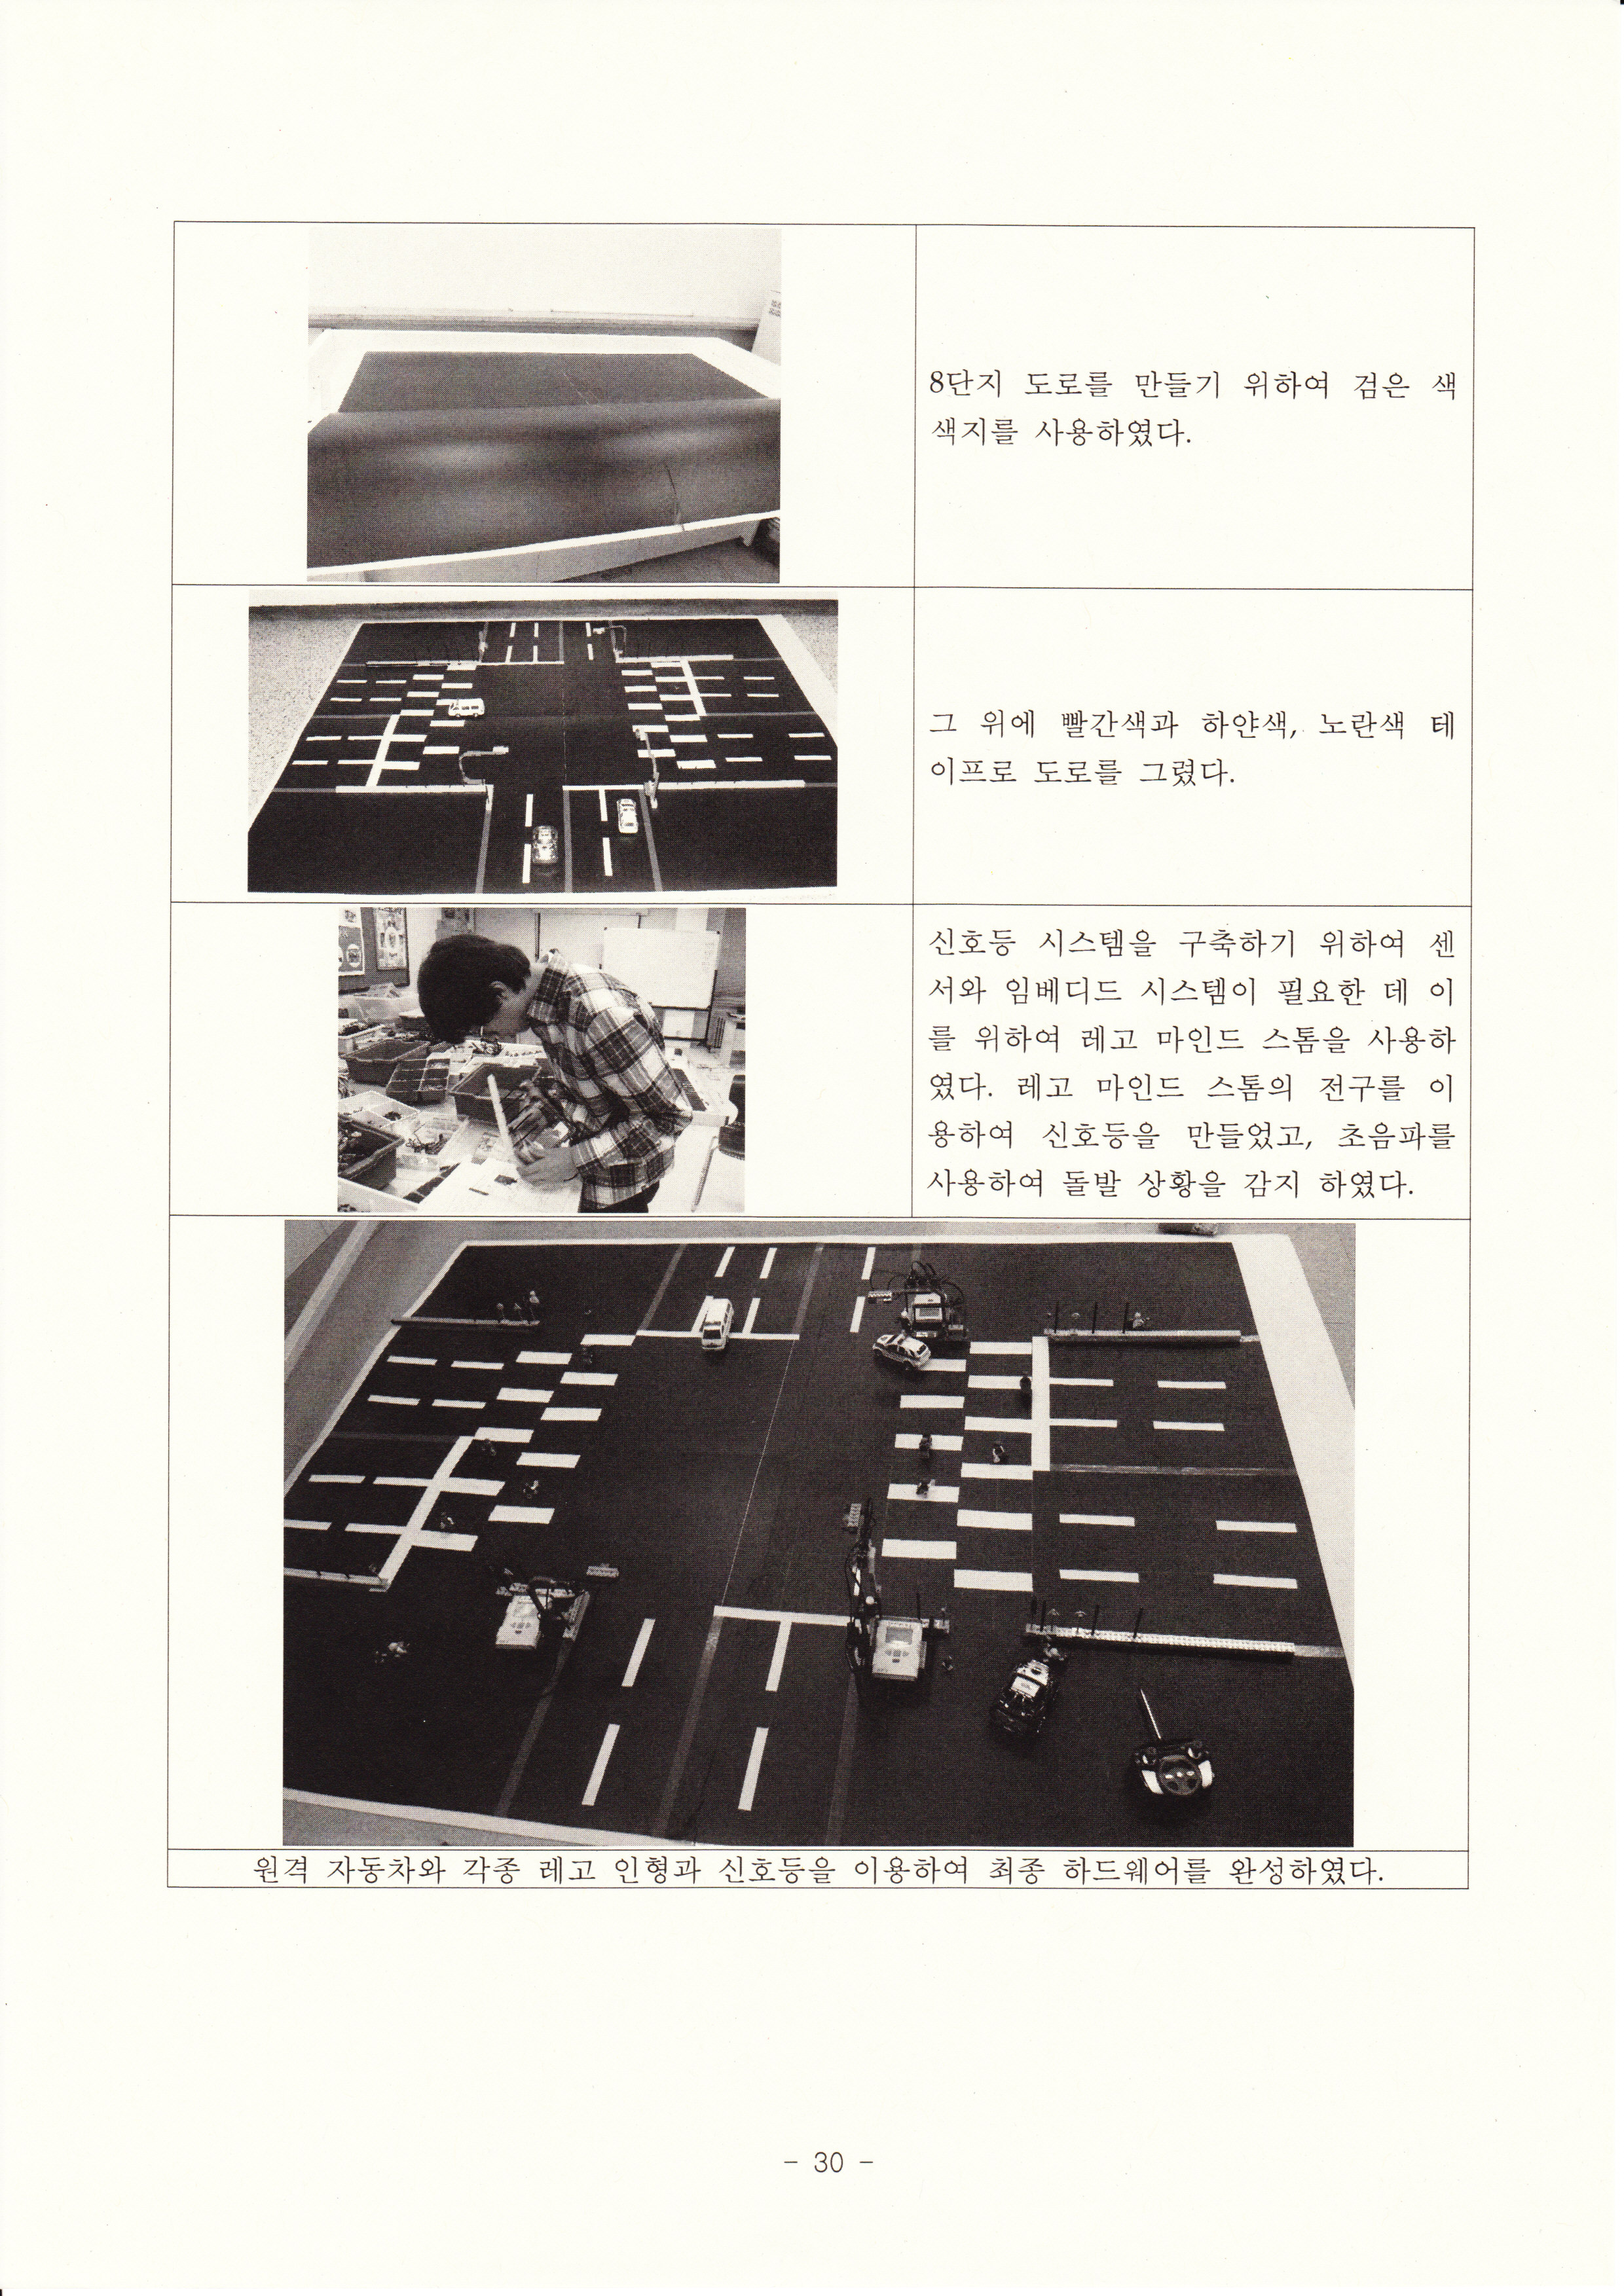 8단지 도로를 만들기 위하여 검은 색
색지를 사용하였다.
그 위에 빨간색과 하얀색, 노란색 테
이프로 도로를 그렸다.
신호등 시스템을 구축하기 위하여 센
서와 임베디드 시스템이 필요한 데 이
를 위하여 레고 마인드 스톰을 사용하
였다. 레고 마인드 스톰의 전구를 이
용하여 신호등을 만들었고, 초음파를
사용하여 돌발 상황을 감지 하였다.
원격 자동차와 각종 레고 인형과 신호등을 이용하여 최종 하드웨어를 완성하였다.
- 30 -